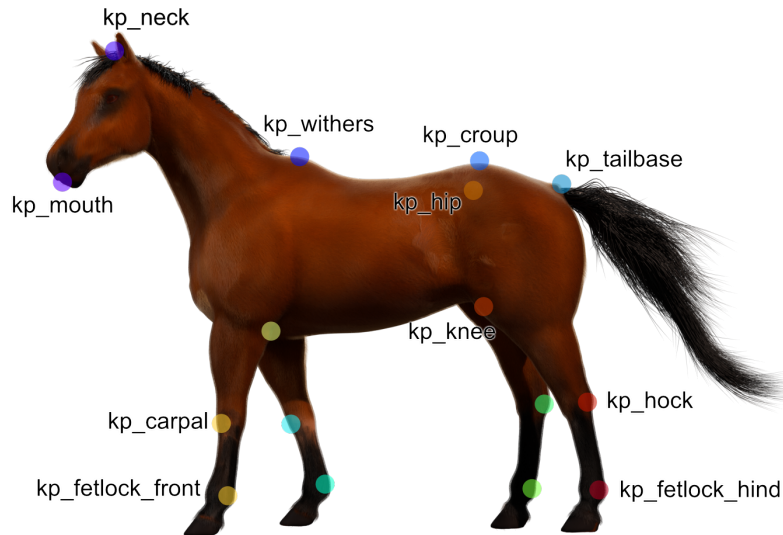 kp_neck
kp_withers
kp_croup
kp_tailbase
kp_mouth
kp_hip
kp_knee
kp_carpal
kp_hock
kp_fetlock_front
kp_fetlock_hind